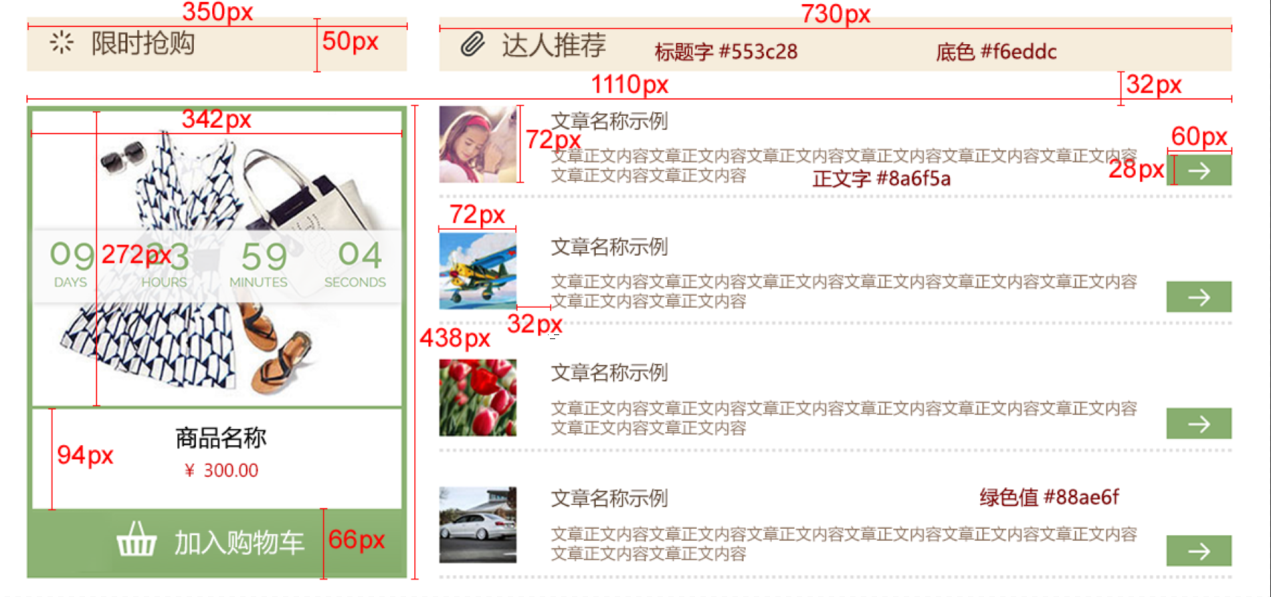 350px
730px
限时抢购
50px
达人推荐
标题字 #553c28
底色 #f6eddc
1110px
32px
342px
文章名称示例
72px
文章正文内容文章正文内容文章正文内容文章正文内容文章正文内容文章正文内容
文章正文内容文章正文内容
正文字 #8a6f5a
60px
28px
72px
文章名称示例
文章正文内容文章正文内容文章正文内容文章正文内容文章正文内容文章正文内容
文章正文内容文章正文内容
32px
09
23
59
04
272px
DAYS
HOURS
MINUTES
SECONDS
438px
文章名称示例
文章正文内容文章正文内容文章正文内容文章正文内容文章正文内容文章正文内容
文章正文内容文章正文内容
商品名称
94px
¥ 300.00
文章名称示例
绿色值 #88ae6f
文章正文内容文章正文内容文章正文内容文章正文内容文章正文内容文章正文内容
文章正文内容文章正文内容
加入购物车
66px